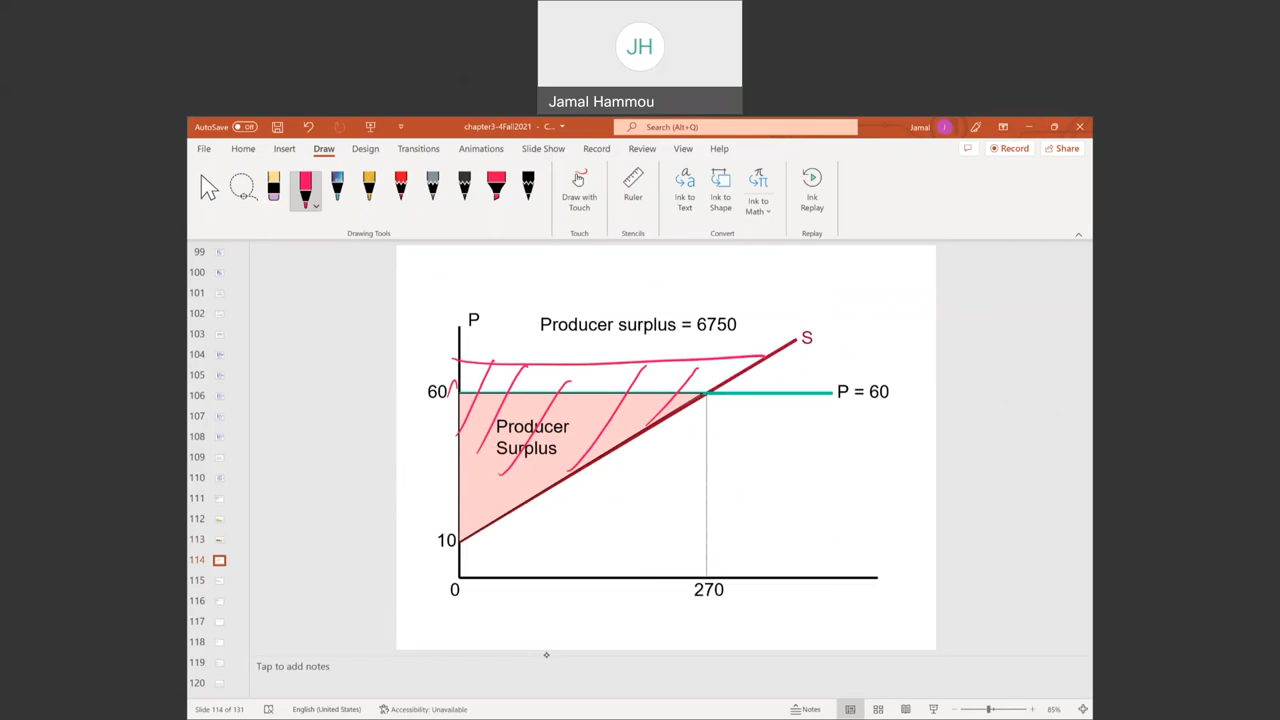 JH
Jamal Hammou
AutoSave Off
chapter3-4Fall2021 - C...
Search (Alt+Q)
Jamal J
File Home Insert Draw Design Transitions Animations Slide Show Record Review View Help
Record Share
Draw with Touch
Ruler
Ink to Text
Ink to Shape
Ink to Math
Ink Replay
Drawing Tools Touch Stencils Convert Replay
99
100
101
102
103
104
105
106
107
108
109
110
111
112
113
114
115
116
117
118
119
120
P
Producer surplus = 6750
S
60
P = 60
Producer
Surplus
10
0
270
Tap to add notes
Slide 114 of 131 English (United States) Accessibility: Unavailable Notes 85%